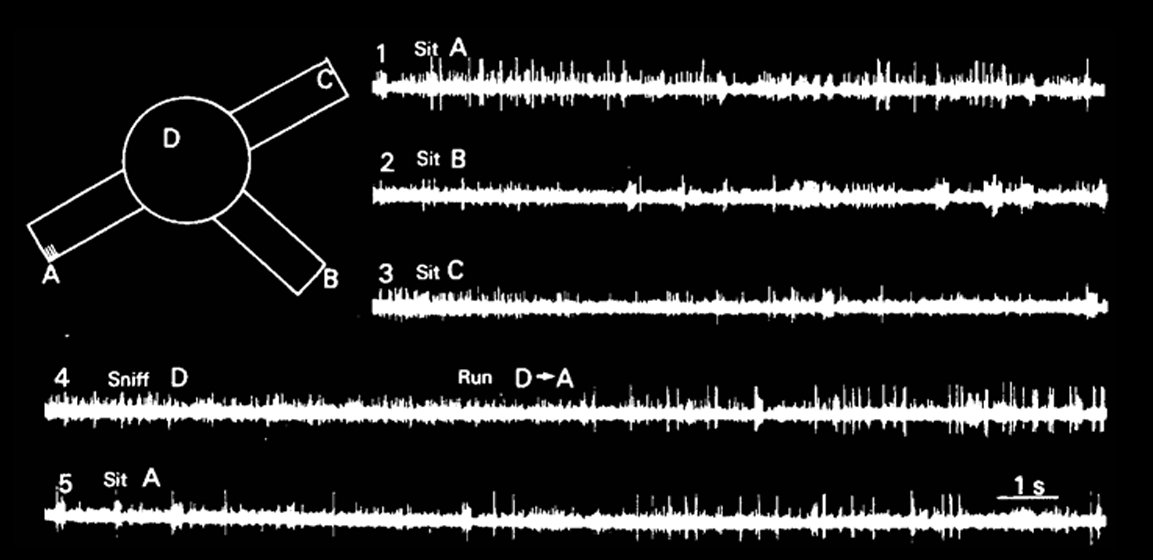 1 Sit A
C
D
2 Sit B
A
B
3 Sit C
4 Sniff D Run D→A
5 Sit A
1 s